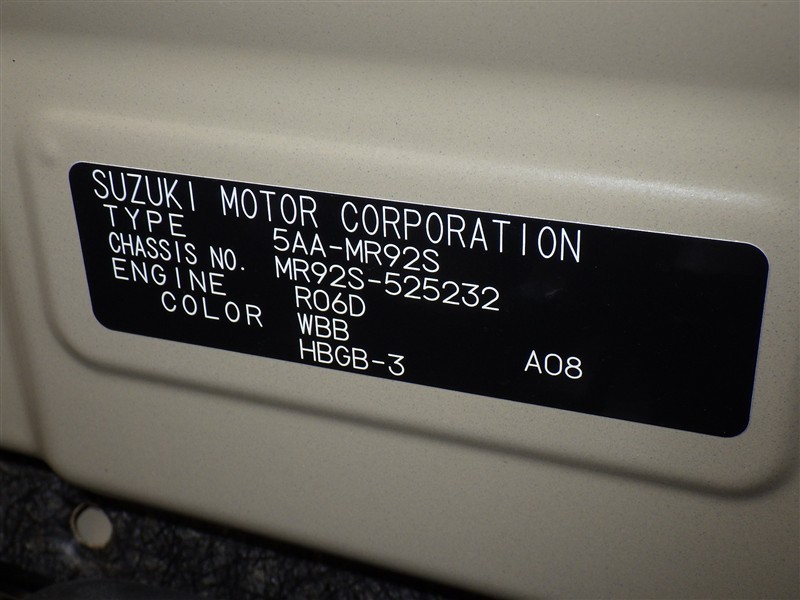 SUZUKI MOTOR CORPORATION
TYPE 5AA-MR92S
CHASSIS NO. MR92S-525232
ENGINE R06D
COLOR WBB
HBGB-3 A08